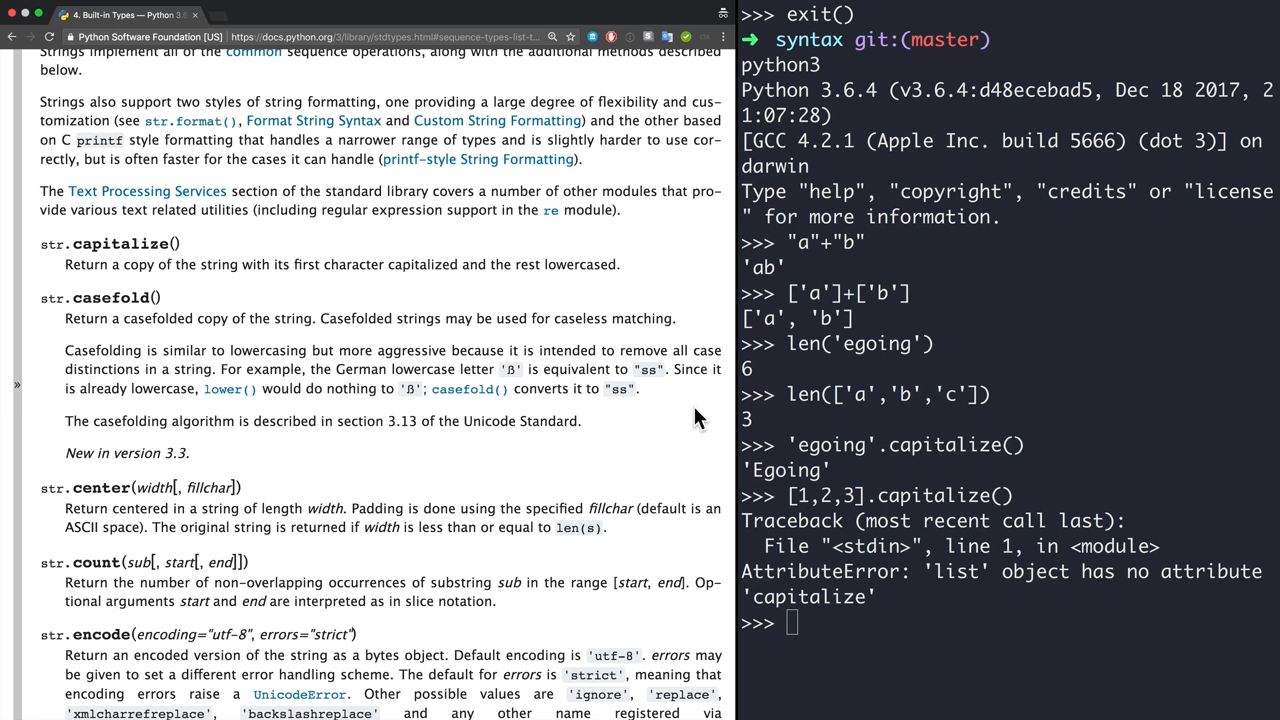 4. Built-in Types — Python 3.6
Python Software Foundation [US]
https://docs.python.org/3/library/stdtypes.html#sequence-types-list-t…
Strings implement all of the common sequence operations, along with the additional methods described
below.
Strings also support two styles of string formatting, one providing a large degree of flexibility and cus-
tomization (see str.format(), Format String Syntax and Custom String Formatting) and the other based
on C printf style formatting that handles a narrower range of types and is slightly harder to use cor-
rectly, but is often faster for the cases it can handle (printf-style String Formatting).
The Text Processing Services section of the standard library covers a number of other modules that pro-
vide various text related utilities (including regular expression support in the re module).
str.capitalize()
Return a copy of the string with its first character capitalized and the rest lowercased.
str.casefold()
Return a casefolded copy of the string. Casefolded strings may be used for caseless matching.
Casefolding is similar to lowercasing but more aggressive because it is intended to remove all case
distinctions in a string. For example, the German lowercase letter 'ß' is equivalent to "ss". Since it
is already lowercase, lower() would do nothing to 'ß'; casefold() converts it to "ss".
The casefolding algorithm is described in section 3.13 of the Unicode Standard.
New in version 3.3.
str.center(width[, fillchar])
Return centered in a string of length width. Padding is done using the specified fillchar (default is an
ASCII space). The original string is returned if width is less than or equal to len(s).
str.count(sub[, start[, end]])
Return the number of non-overlapping occurrences of substring sub in the range [start, end]. Op-
tional arguments start and end are interpreted as in slice notation.
str.encode(encoding="utf-8", errors="strict")
Return an encoded version of the string as a bytes object. Default encoding is 'utf-8'. errors may
be given to set a different error handling scheme. The default for errors is 'strict', meaning that
encoding errors raise a UnicodeError. Other possible values are 'ignore', 'replace',
'xmlcharrefreplace', 'backslashreplace' and any other name registered via
>>> exit()
➜ syntax git:(master)
python3
Python 3.6.4 (v3.6.4:d48ecebad5, Dec 18 2017, 2
1:07:28)
[GCC 4.2.1 (Apple Inc. build 5666) (dot 3)] on
darwin
Type "help", "copyright", "credits" or "license
" for more information.
>>> "a"+"b"
'ab'
>>> ['a']+['b']
['a', 'b']
>>> len('egoing')
6
>>> len(['a','b','c'])
3
>>> 'egoing'.capitalize()
'Egoing'
>>> [1,2,3].capitalize()
Traceback (most recent call last):
File "<stdin>", line 1, in <module>
AttributeError: 'list' object has no attribute
'capitalize'
>>>